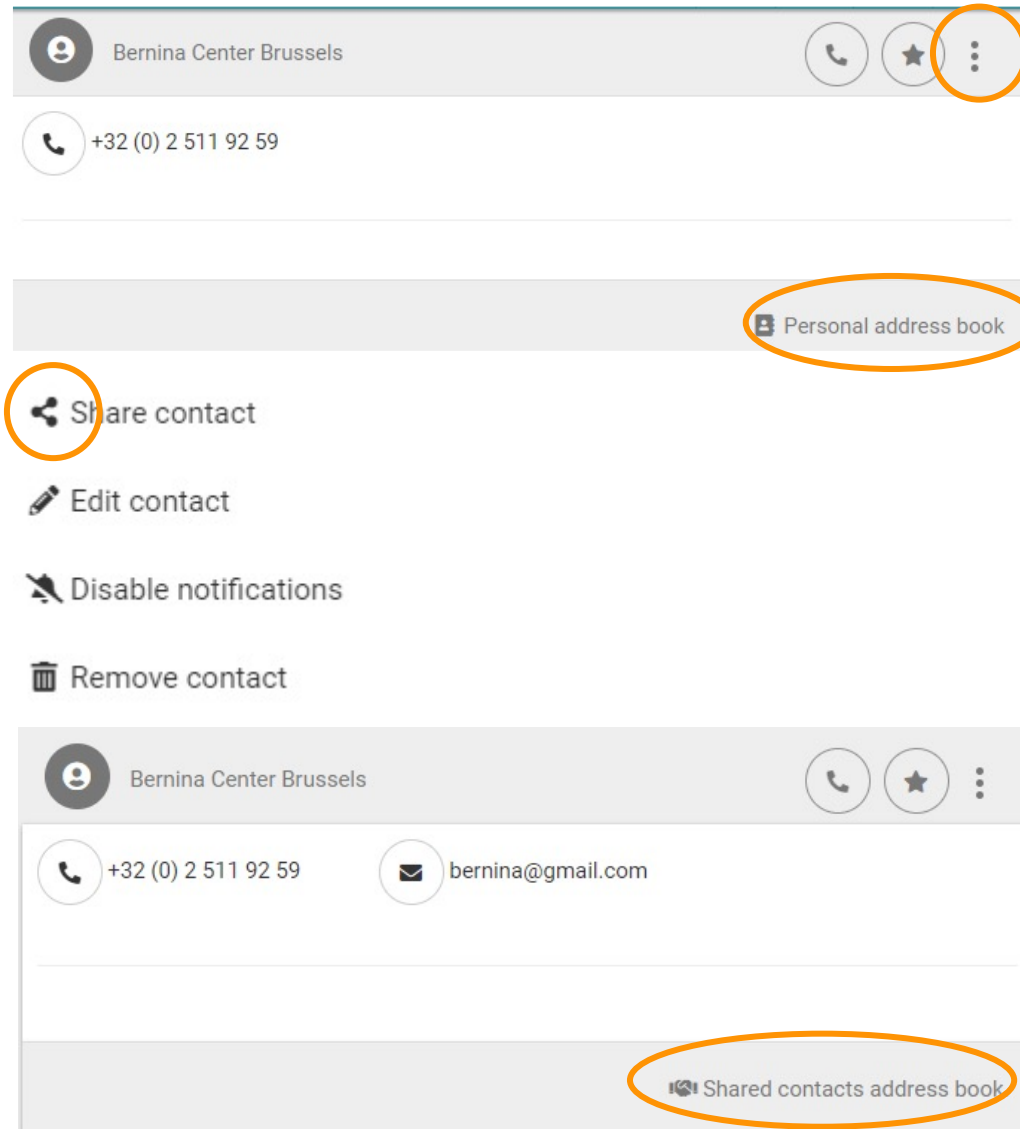 Bernina Center Brussels
+32 (0) 2 511 92 59
Personal address book
Share contact
Edit contact
Disable notifications
Remove contact
Bernina Center Brussels
+32 (0) 2 511 92 59 bernina@gmail.com
Shared contacts address book